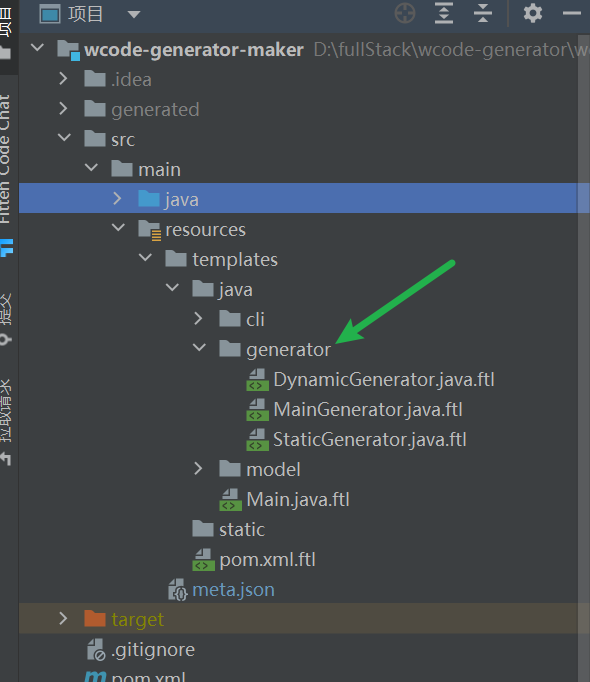 项目
wcode-generator-maker D:\fullStack\wcode-generator\wc
.idea
generated
src
main
java
resources
templates
java
cli
generator
DynamicGenerator.java.ftl
MainGenerator.java.ftl
StaticGenerator.java.ftl
model
Main.java.ftl
static
pom.xml.ftl
meta.json
target
.gitignore
pom.xml
项目
Fitten Code Chat
提交
拉取请求